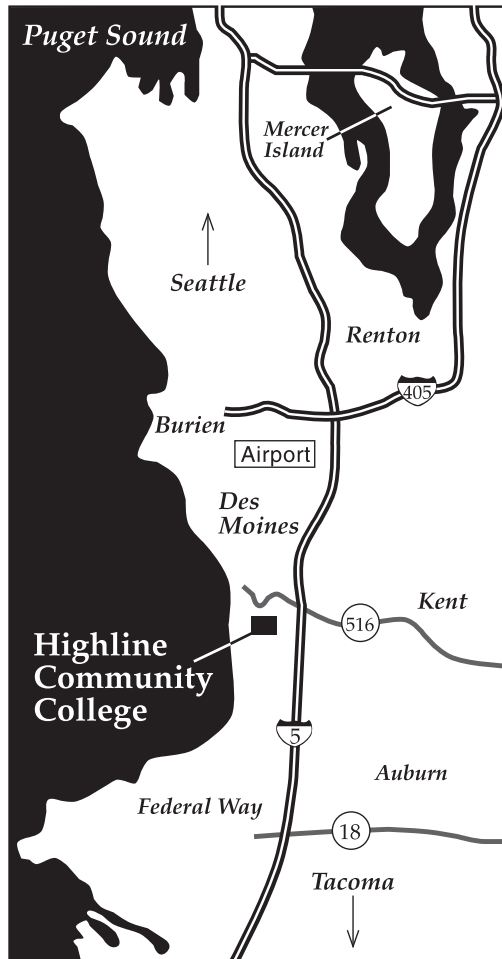 Puget Sound
Mercer
Island
Seattle
Renton
405
Burien
Airport
Des
Moines
Kent
516
Highline
Community
College
5
Auburn
Federal Way
18
Tacoma